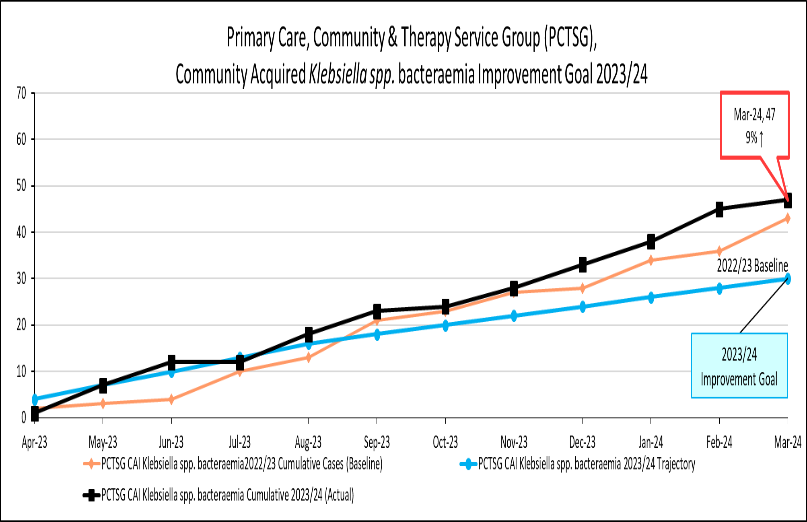 Primary Care, Community & Therapy Service Group (PCTSG),
Community Acquired Klebsiella spp. bacteraemia Improvement Goal 2023/24
70
60
50
40
30
20
10
0
Mar-24, 47
9% ↑
2022/23 Baseline
2023/24
Improvement Goal
Apr-23 May-23 Jun-23 Jul-23 Aug-23 Sep-23 Oct-23 Nov-23 Dec-23 Jan-24 Feb-24 Mar-24
PCTSG CAI Klebsiella spp. bacteraemia2022/23 Cumulative Cases (Baseline) PCTSG CAI Klebsiella spp. bacteraemia 2023/24 Trajectory
PCTSG CAI Klebsiella spp. bacteraemia Cumulative 2023/24 (Actual)